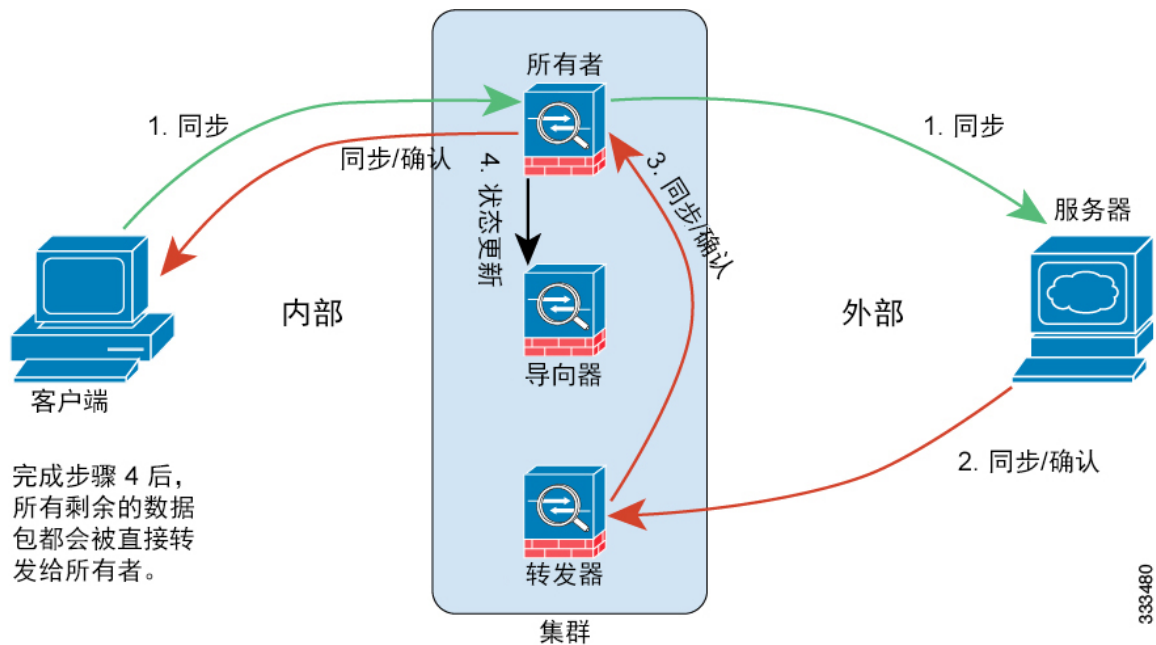 所有者
1. 同步
1. 同步
同步/确认
4. 状态更新
3. 同步/确认
服务器
内部
外部
导向器
客户端
2. 同步/确认
完成步骤 4 后，
所有剩余的数据
包都会被直接转
发给所有者。
转发器
集群
333480